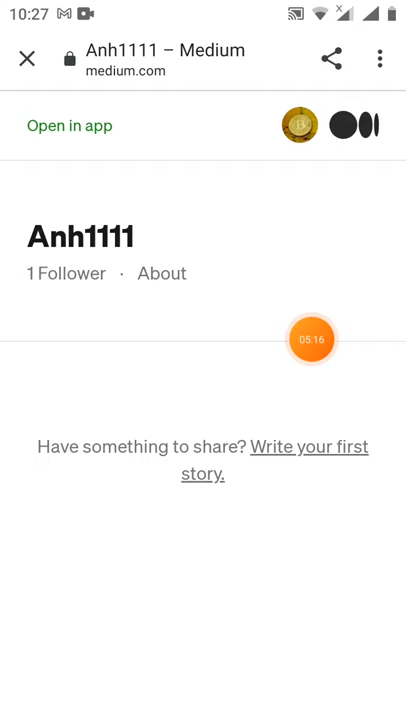 10:27
Anh1111 – Medium
medium.com
Open in app
Anh1111
1 Follower · About
05:16
Have something to share? Write your first
story.